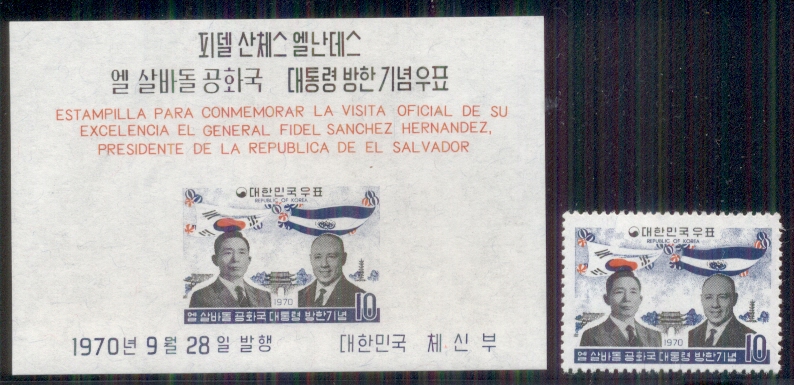 피델 산체스 엘난데스
엘 살바돌 공화국 대통령 방한 기념우표
ESTAMPILLA PARA CONMEMORAR LA VISITA OFICIAL DE SU
EXCELENCIA EL GENERAL FIDEL SANCHEZ HERNANDEZ,
PRESIDENTE DE LA REPUBLICA DE EL SALVADOR
대한민국우표
REPUBLIC OF KOREA
1970
10
엘 살바돌 공화국 대통령 방한 기념
1970년 9월 28일 발행 대한민국 체신부
대한민국우표
REPUBLIC OF KOREA
1970
10
엘 살바돌 공화국 대통령 방한 기념